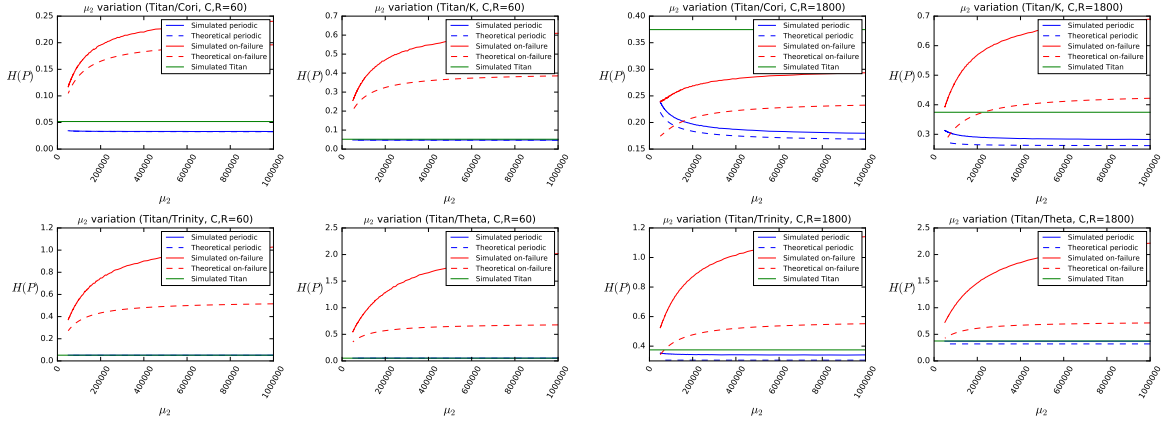 μ₂ variation (Titan/Cori, C,R=60)
H(P)
0.25
0.20
0.15
0.10
0.05
0.00
Simulated periodic
Theoretical periodic
Simulated on-failure
Theoretical on-failure
Simulated Titan
0
200000
400000
600000
800000
1000000
μ₂
μ₂ variation (Titan/K, C,R=60)
H(P)
0.7
0.6
0.5
0.4
0.3
0.2
0.1
0.0
Simulated periodic
Theoretical periodic
Simulated on-failure
Theoretical on-failure
Simulated Titan
0
200000
400000
600000
800000
1000000
μ₂
μ₂ variation (Titan/Cori, C,R=1800)
H(P)
0.40
0.35
0.30
0.25
0.20
0.15
Simulated periodic
Theoretical periodic
Simulated on-failure
Theoretical on-failure
Simulated Titan
0
200000
400000
600000
800000
1000000
μ₂
μ₂ variation (Titan/K, C,R=1800)
H(P)
0.7
0.6
0.5
0.4
0.3
Simulated periodic
Theoretical periodic
Simulated on-failure
Theoretical on-failure
Simulated Titan
0
200000
400000
600000
800000
1000000
μ₂
μ₂ variation (Titan/Trinity, C,R=60)
H(P)
1.2
1.0
0.8
0.6
0.4
0.2
0.0
Simulated periodic
Theoretical periodic
Simulated on-failure
Theoretical on-failure
Simulated Titan
0
200000
400000
600000
800000
1000000
μ₂
μ₂ variation (Titan/Theta, C,R=60)
H(P)
2.5
2.0
1.5
1.0
0.5
0.0
Simulated periodic
Theoretical periodic
Simulated on-failure
Theoretical on-failure
Simulated Titan
0
200000
400000
600000
800000
1000000
μ₂
μ₂ variation (Titan/Trinity, C,R=1800)
H(P)
1.2
1.0
0.8
0.6
0.4
Simulated periodic
Theoretical periodic
Simulated on-failure
Theoretical on-failure
Simulated Titan
0
200000
400000
600000
800000
1000000
μ₂
μ₂ variation (Titan/Theta, C,R=1800)
H(P)
2.5
2.0
1.5
1.0
0.5
0.0
Simulated periodic
Theoretical periodic
Simulated on-failure
Theoretical on-failure
Simulated Titan
0
200000
400000
600000
800000
1000000
μ₂